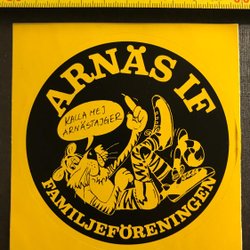 ARNÄS IF
KALLA MEJ
ARNÄSTAJGER
FAMILJEFÖRENINGEN